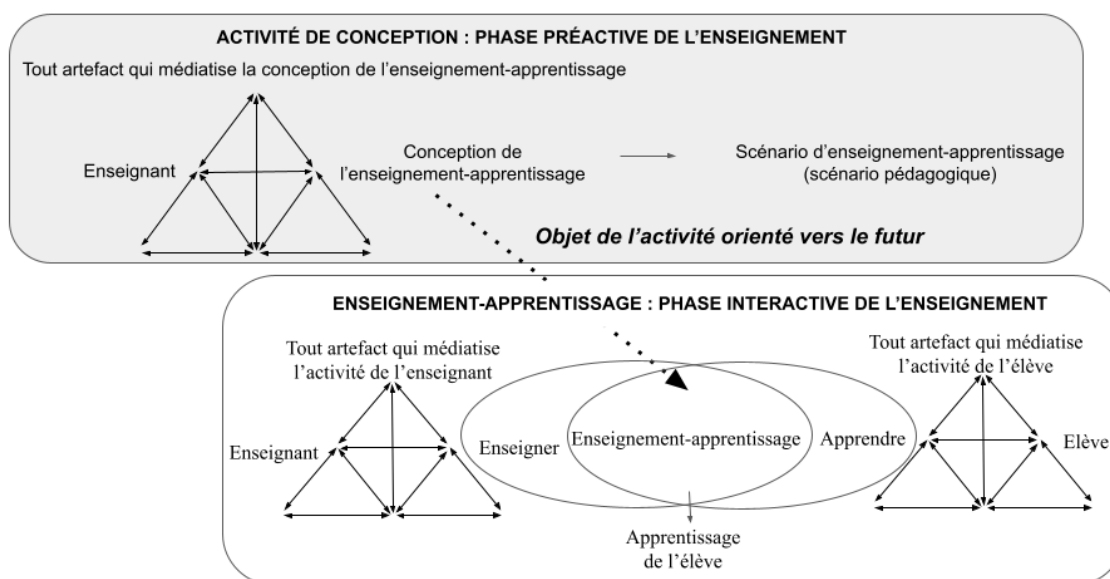 ACTIVITÉ DE CONCEPTION : PHASE PRÉACTIVE DE L'ENSEIGNEMENT
Tout artefact qui médiatise la conception de l'enseignement-apprentissage
Enseignant
Conception de
l'enseignement-apprentissage
Scénario d'enseignement-apprentissage
(scénario pédagogique)
Objet de l'activité orienté vers le futur
ENSEIGNEMENT-APPRENTISSAGE : PHASE INTERACTIVE DE L'ENSEIGNEMENT
Tout artefact qui médiatise
l'activité de l'enseignant
Tout artefact qui médiatise
l'activité de l'élève
Enseignant
Enseigner
Enseignement-apprentissage
Apprendre
Elève
Apprentissage
de l'élève